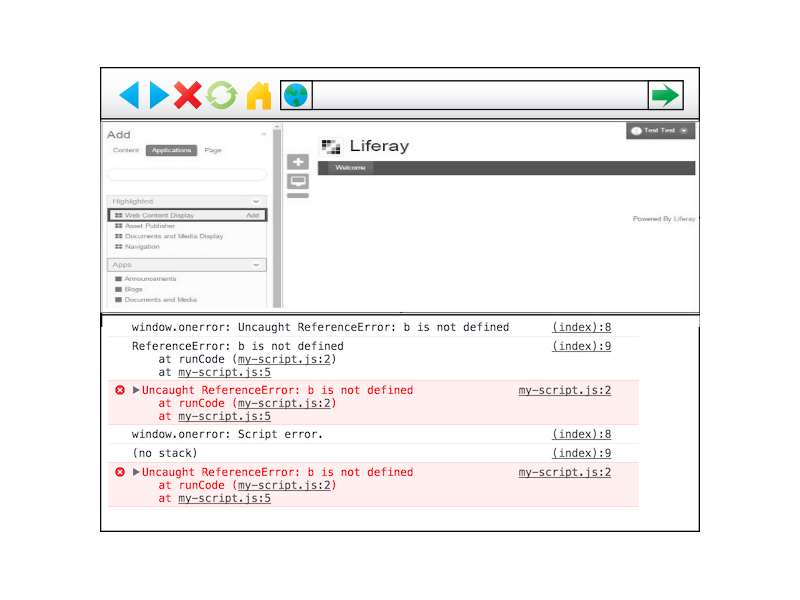 Add
Content Applications Page
Test Test
Liferay
Welcome
Highlighted
Web Content Display Add
Asset Publisher
Documents and Media Display
Navigation
Powered By Liferay
Apps
Announcements
Blogs
Documents and Media
window.onerror: Uncaught ReferenceError: b is not defined (index):8
ReferenceError: b is not defined (index):9
at runCode (my-script.js:2)
at my-script.js:5
Uncaught ReferenceError: b is not defined my-script.js:2
at runCode (my-script.js:2)
at my-script.js:5
window.onerror: Script error. (index):8
(no stack) (index):9
Uncaught ReferenceError: b is not defined my-script.js:2
at runCode (my-script.js:2)
at my-script.js:5